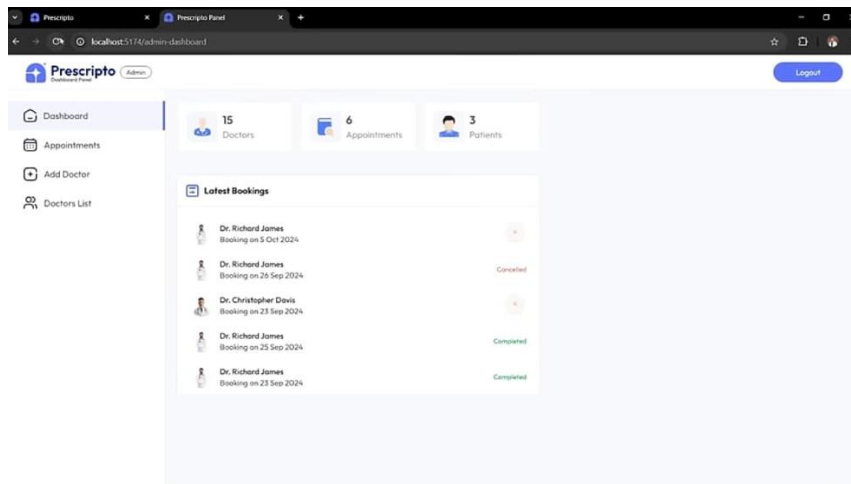 Prescripto
Prescripto Panel
localhost:5174/admin-dashboard
Prescripto
Admin
Dashboard Panel
Logout
Dashboard
Appointments
Add Doctor
Doctors List
15
Doctors
6
Appointments
3
Patients
Latest Bookings
Dr. Richard James
Booking on 5 Oct 2024
Dr. Richard James
Booking on 26 Sep 2024
Cancelled
Dr. Christopher Davis
Booking on 23 Sep 2024
Dr. Richard James
Booking on 25 Sep 2024
Completed
Dr. Richard James
Booking on 23 Sep 2024
Completed